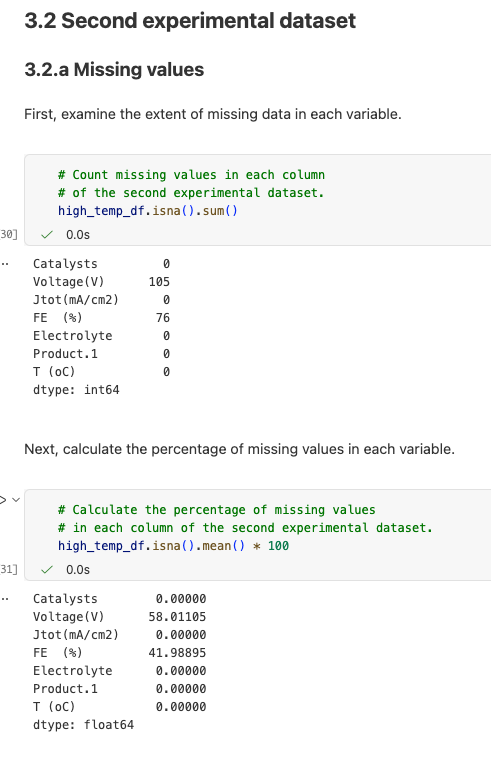 3.2 Second experimental dataset
3.2.a Missing values
First, examine the extent of missing data in each variable.
# Count missing values in each column
# of the second experimental dataset.
high_temp_df.isna().sum()
30]
0.0s
Catalysts 0
Voltage(V) 105
Jtot(mA/cm2) 0
FE (%) 76
Electrolyte 0
Product.1 0
T (oC) 0
dtype: int64
Next, calculate the percentage of missing values in each variable.
# Calculate the percentage of missing values
# in each column of the second experimental dataset.
high_temp_df.isna().mean() * 100
31]
0.0s
Catalysts 0.00000
Voltage(V) 58.01105
Jtot(mA/cm2) 0.00000
FE (%) 41.98895
Electrolyte 0.00000
Product.1 0.00000
T (oC) 0.00000
dtype: float64